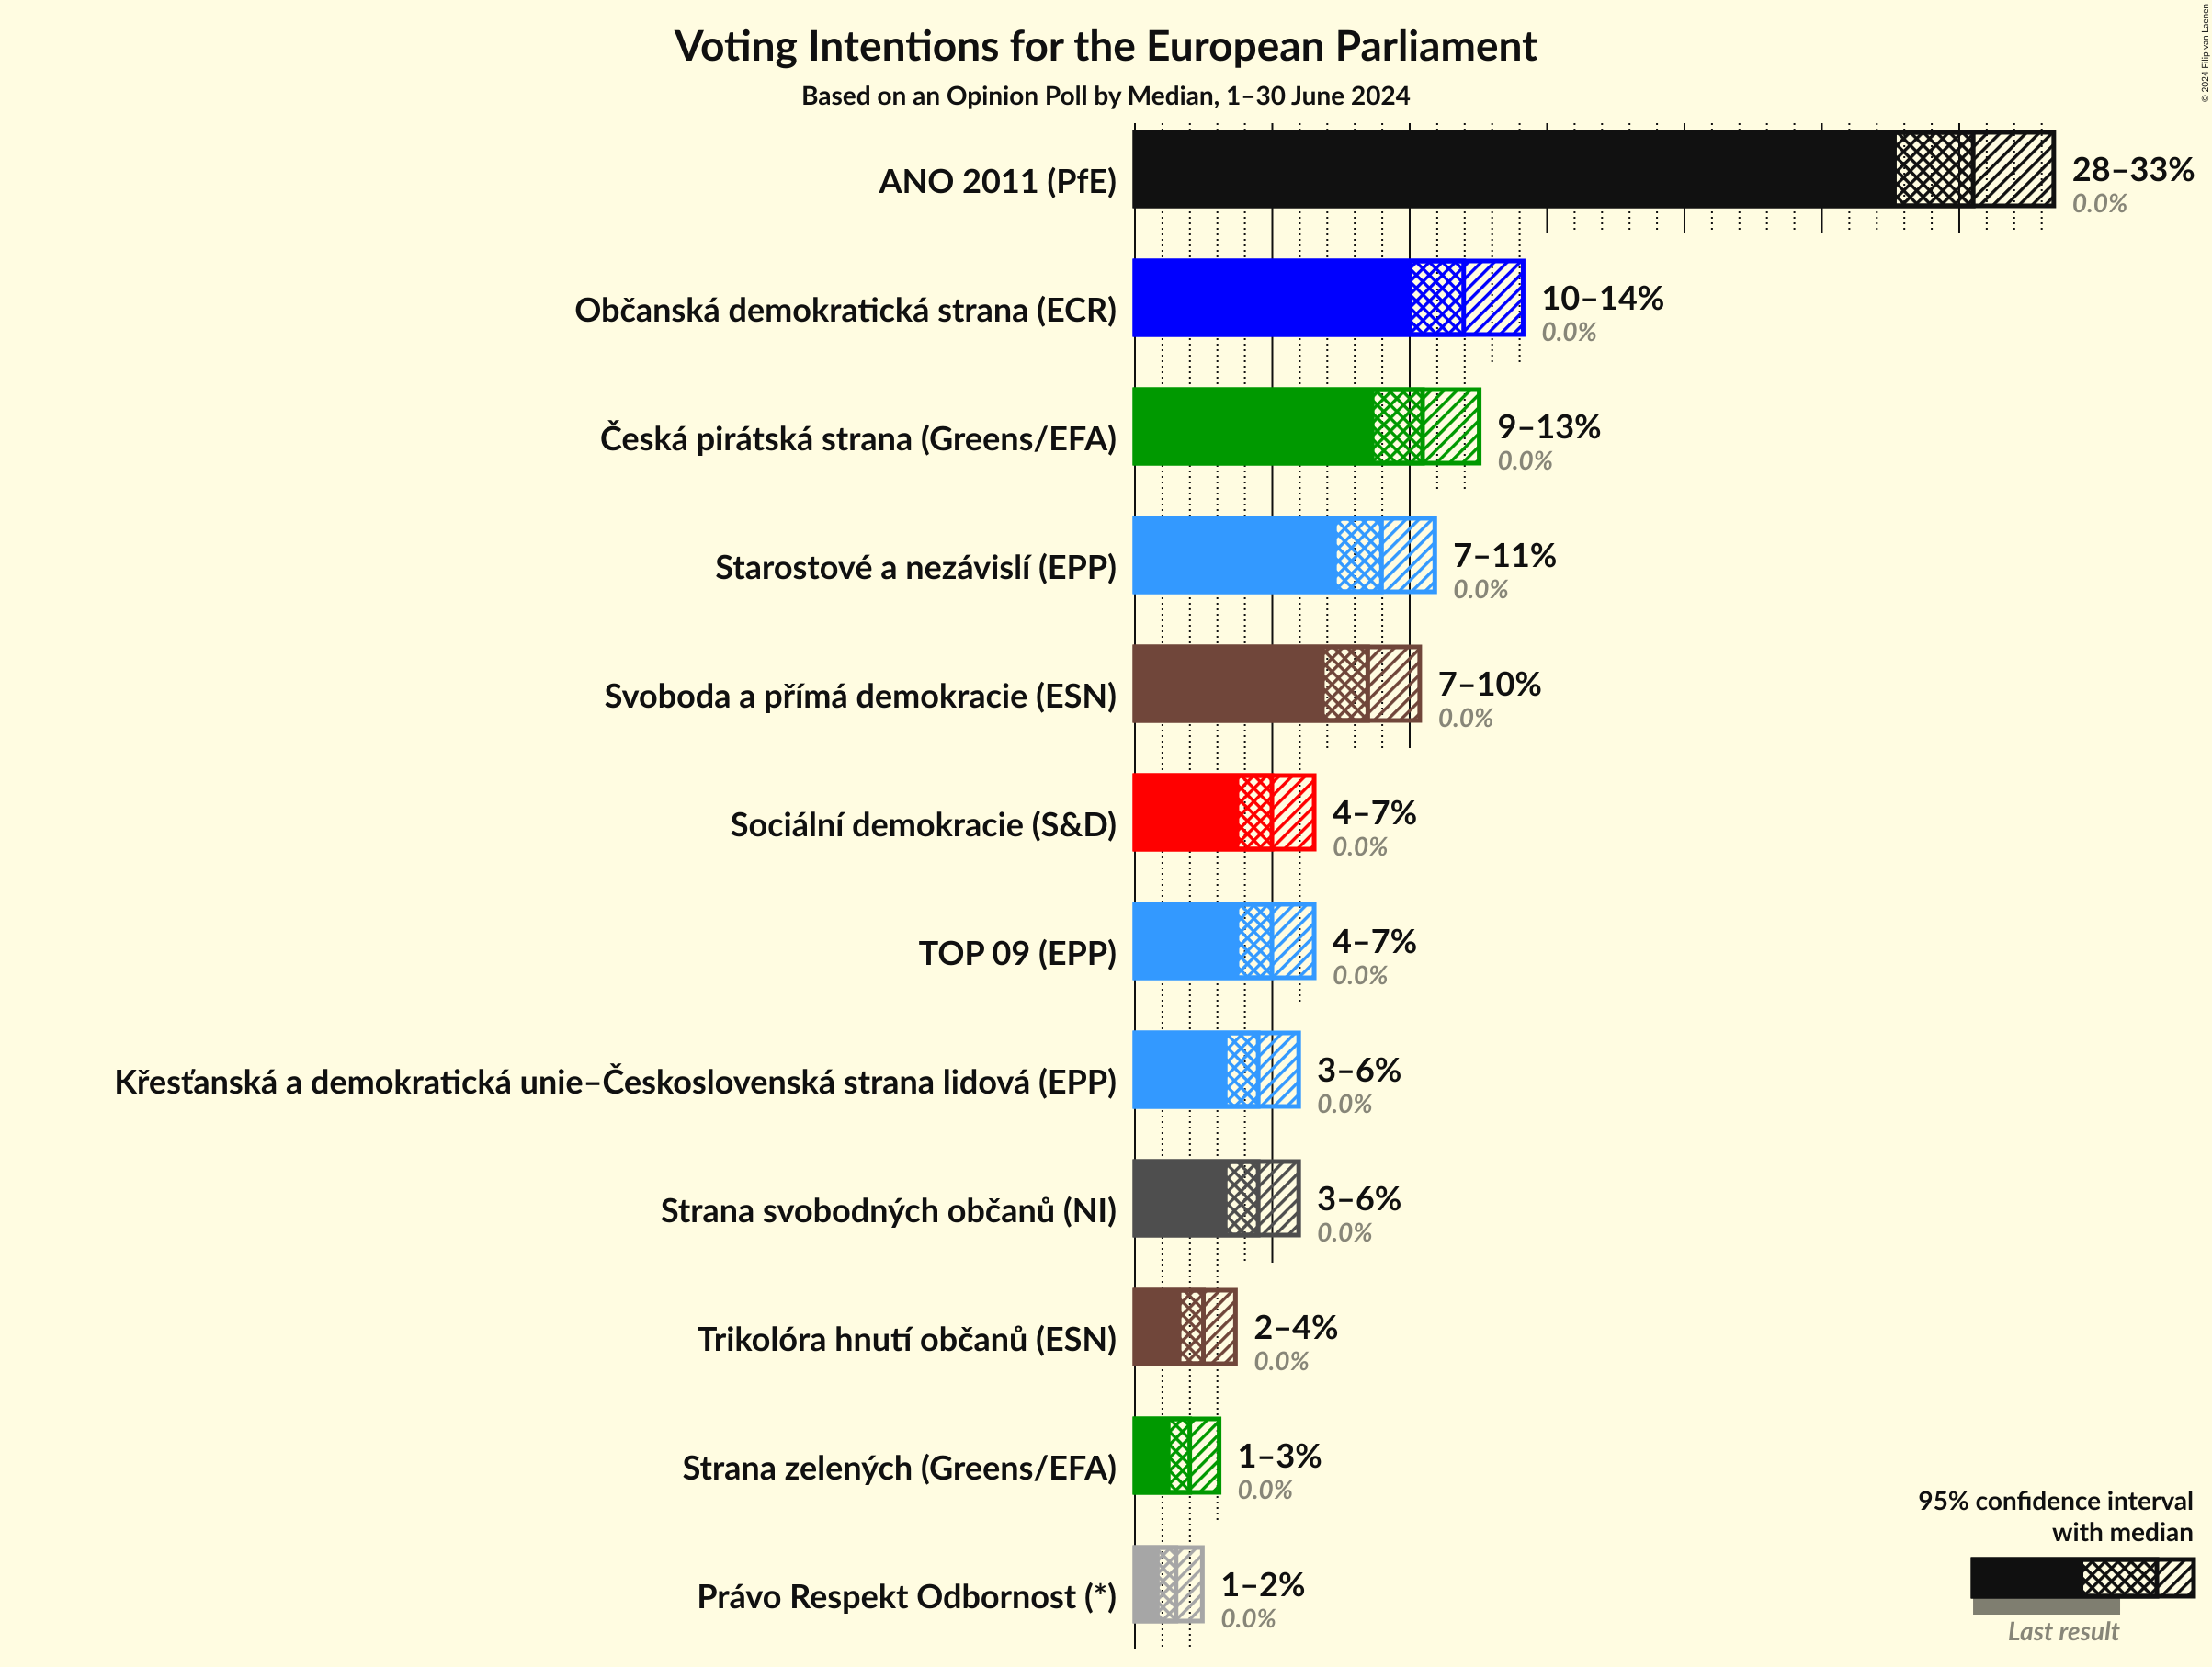 Voting Intentions for the European Parliament
Based on an Opinion Poll by Median, 1–30 June 2024
© 2024 Filip van Laenen
ANO 2011 (PfE)
28–33%
0.0%
Občanská demokratická strana (ECR)
10–14%
0.0%
Česká pirátská strana (Greens/EFA)
9–13%
0.0%
Starostové a nezávislí (EPP)
7–11%
0.0%
Svoboda a přímá demokracie (ESN)
7–10%
0.0%
Sociální demokracie (S&D)
4–7%
0.0%
TOP 09 (EPP)
4–7%
0.0%
Křesťanská a demokratická unie–Československá strana lidová (EPP)
3–6%
0.0%
Strana svobodných občanů (NI)
3–6%
0.0%
Trikolóra hnutí občanů (ESN)
2–4%
0.0%
Strana zelených (Greens/EFA)
1–3%
0.0%
Právo Respekt Odbornost (*)
1–2%
0.0%
95% confidence interval
with median
Last result